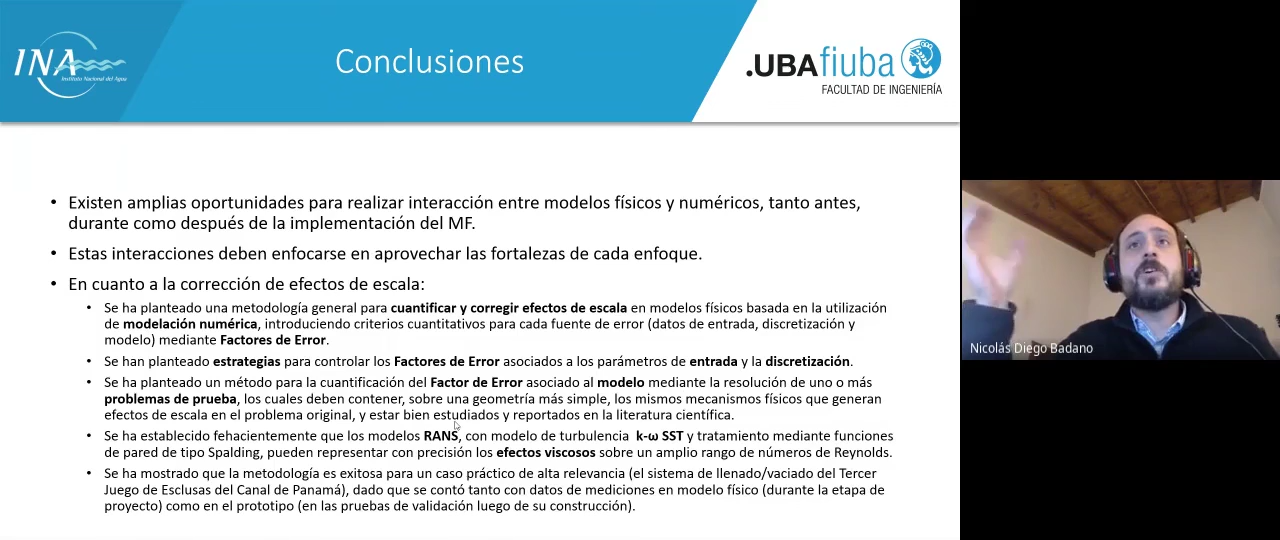 INA
Instituto Nacional del Agua
Conclusiones
.UBAfiuba
FACULTAD DE INGENIERÍA
• Existen amplias oportunidades para realizar interacción entre modelos físicos y numéricos, tanto antes,
durante como después de la implementación del MF.
• Estas interacciones deben enfocarse en aprovechar las fortalezas de cada enfoque.
• En cuanto a la corrección de efectos de escala:
• Se ha planteado una metodología general para cuantificar y corregir efectos de escala en modelos físicos basada en la utilización
de modelación numérica, introduciendo criterios cuantitativos para cada fuente de error (datos de entrada, discretización y
modelo) mediante Factores de Error.
• Se han planteado estrategias para controlar los Factores de Error asociados a los parámetros de entrada y la discretización.
• Se ha planteado un método para la cuantificación del Factor de Error asociado al modelo mediante la resolución de uno o más
problemas de prueba, los cuales deben contener, sobre una geometría más simple, los mismos mecanismos físicos que generan
efectos de escala en el problema original, y estar bien estudiados y reportados en la literatura científica.
• Se ha establecido fehacientemente que los modelos RANS, con modelo de turbulencia k-ω SST y tratamiento mediante funciones
de pared de tipo Spalding, pueden representar con precisión los efectos viscosos sobre un amplio rango de números de Reynolds.
• Se ha mostrado que la metodología es exitosa para un caso práctico de alta relevancia (el sistema de llenado/vaciado del Tercer
Juego de Esclusas del Canal de Panamá), dado que se contó tanto con datos de mediciones en modelo físico (durante la etapa de
proyecto) como en el prototipo (en las pruebas de validación luego de su construcción).
Nicolás Diego Badano